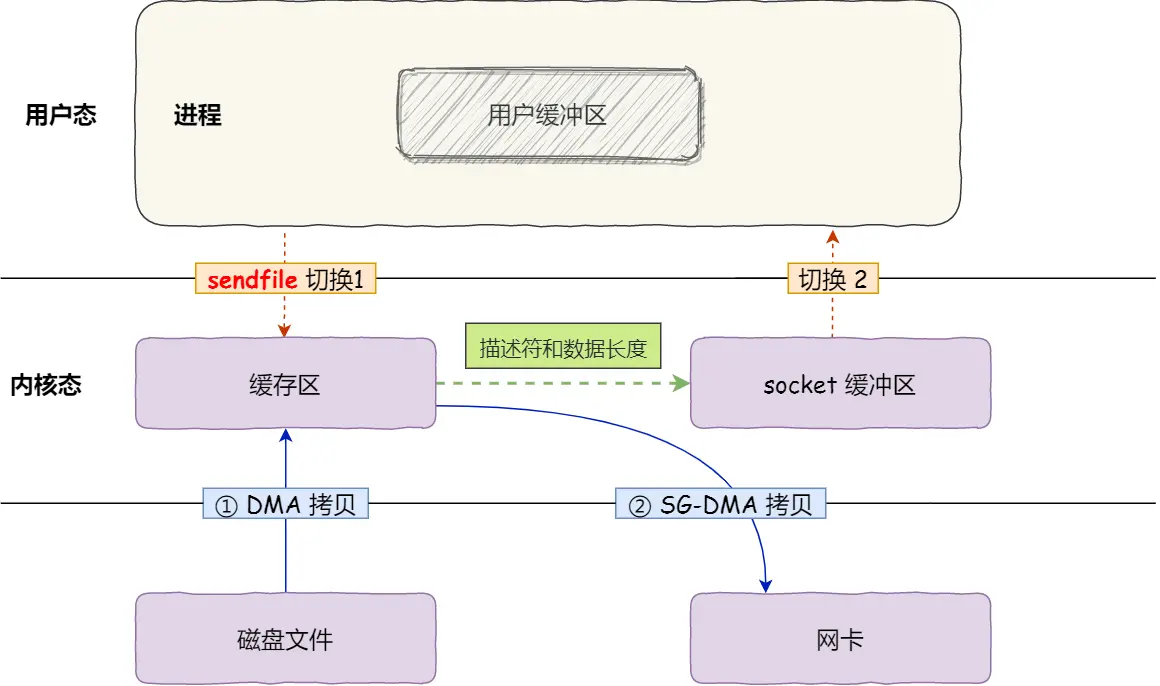 用户态
进程
用户缓冲区
sendfile 切换1
切换 2
描述符和数据长度
内核态
缓存区
socket 缓冲区
① DMA 拷贝
② SG-DMA 拷贝
磁盘文件
网卡